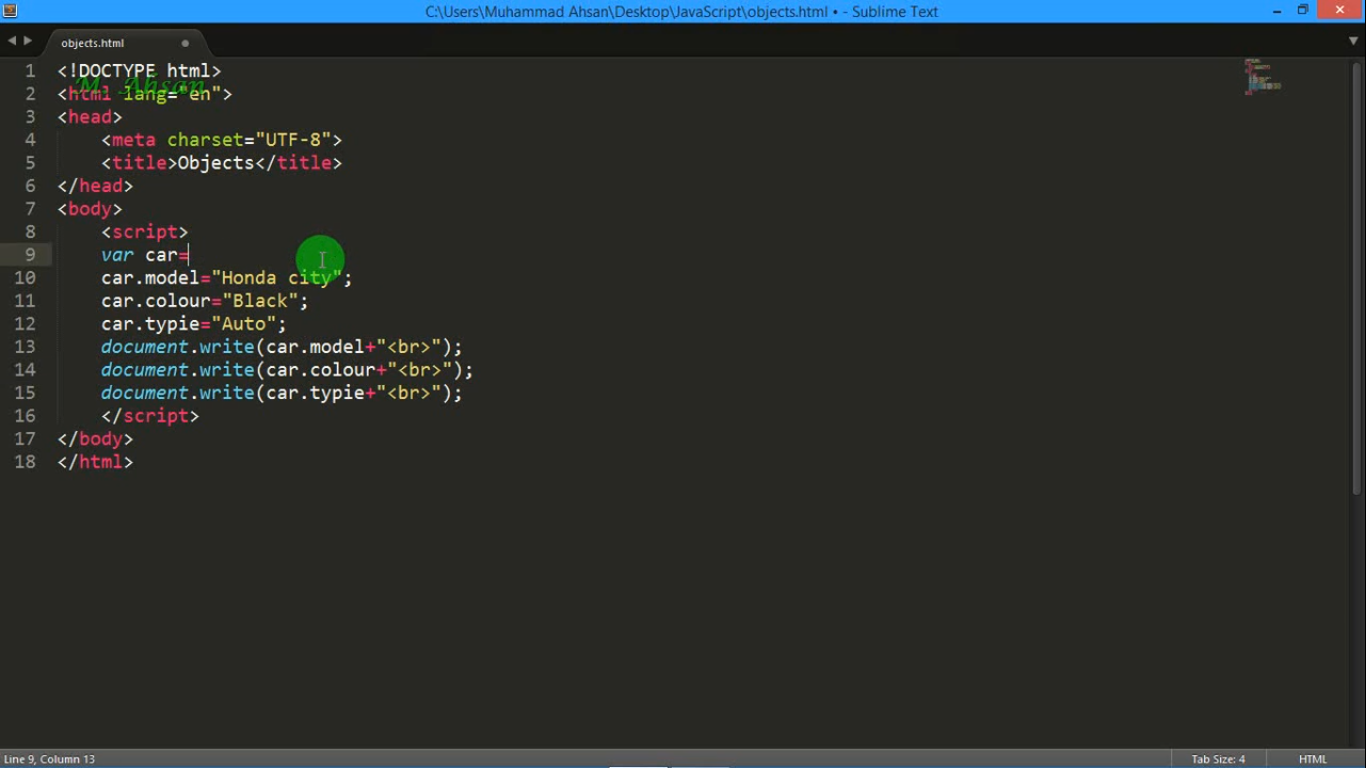 C:\Users\Muhammad Ahsan\Desktop\JavaScript\objects.html • - Sublime Text
objects.html
M. Ahsan
1 <!DOCTYPE html>
2 <html lang="en">
3 <head>
4     <meta charset="UTF-8">
5     <title>Objects</title>
6 </head>
7 <body>
8     <script>
9     var car=
10     car.model="Honda city";
11     car.colour="Black";
12     car.typie="Auto";
13     document.write(car.model+"<br>");
14     document.write(car.colour+"<br>");
15     document.write(car.typie+"<br>");
16     </script>
17 </body>
18 </html>
Line 9, Column 13
Tab Size: 4
HTML